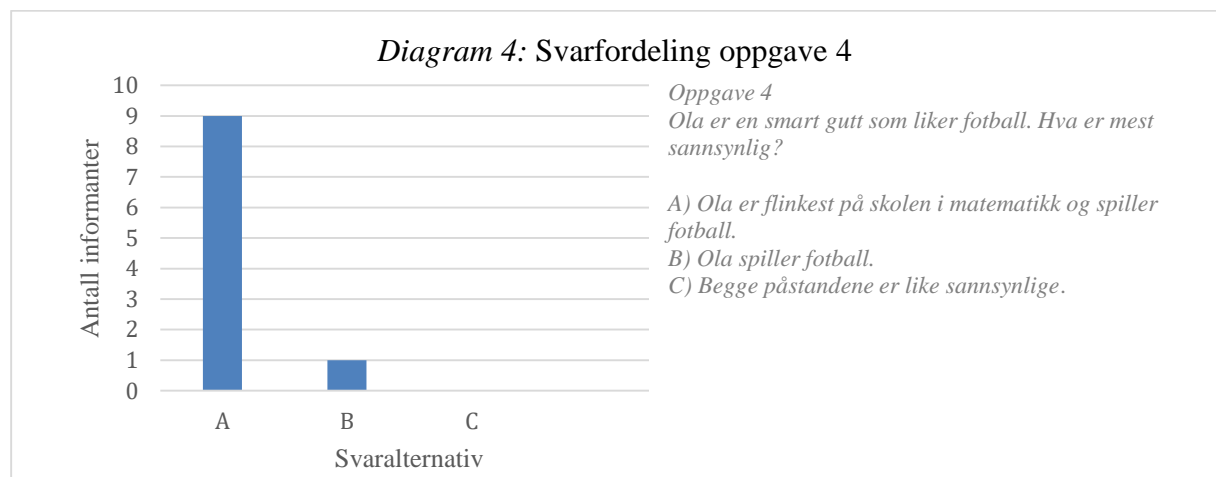 Diagram 4: Svarfordeling oppgave 4
10
9
8
7
6
5
4
3
2
1
0
Antall informanter
A
B
C
Svaralternativ
Oppgave 4
Ola er en smart gutt som liker fotball. Hva er mest
sannsynlig?
A) Ola er flinkest på skolen i matematikk og spiller
fotball.
B) Ola spiller fotball.
C) Begge påstandene er like sannsynlige.